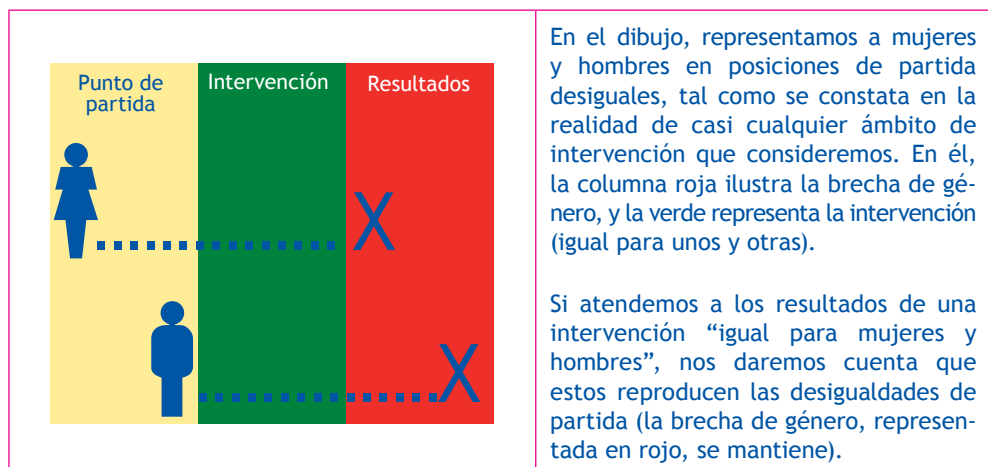 Punto de
partida
Intervención
Resultados
X
X
En el dibujo, representamos a mujeres
y hombres en posiciones de partida
desiguales, tal como se constata en la
realidad de casi cualquier ámbito de
intervención que consideremos. En él,
la columna roja ilustra la brecha de gé-
nero, y la verde representa la intervención
(igual para unos y otras).
Si atendemos a los resultados de una
intervención “igual para mujeres y
hombres”, nos daremos cuenta que
estos reproducen las desigualdades de
partida (la brecha de género, represen-
tada en rojo, se mantiene).